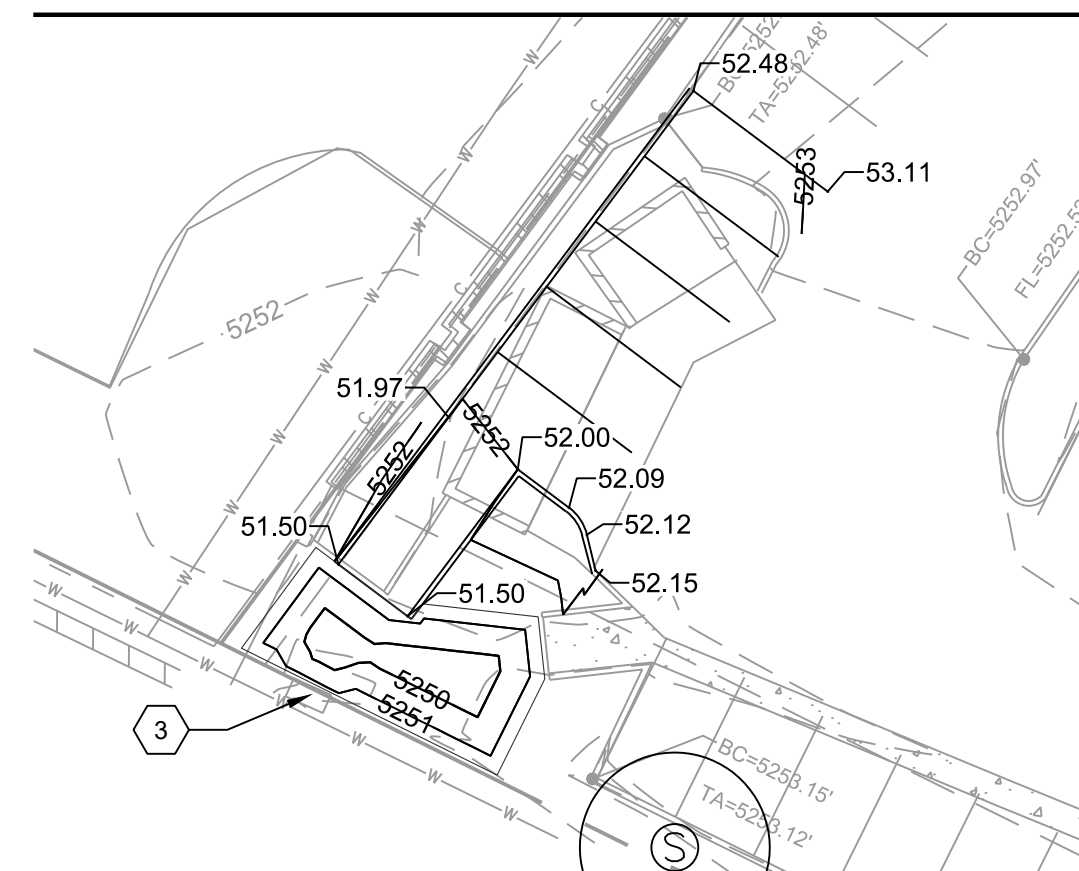 BC=5252.
TA=5252.48'
52.48
53.11
5253
BC=5252.97'
FL=5252.5
5252
51.97
5252
5252
52.00
52.09
52.12
51.50
52.15
51.50
5250
5251
3
BC=5253.15'
TA=5253.12'
S
W
W
W
W
W
W
W
W
W
W
W
W
W
C
C
C